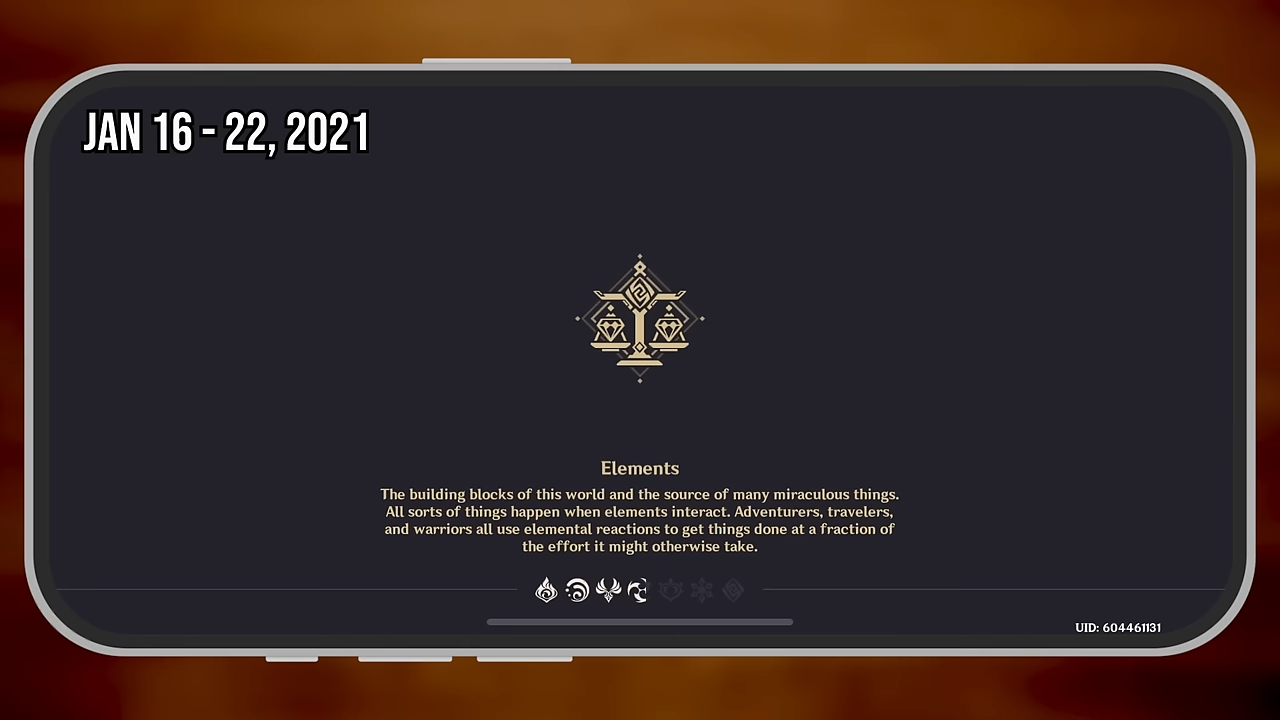 JAN 16 - 22, 2021
Elements
The building blocks of this world and the source of many miraculous things.
All sorts of things happen when elements interact. Adventurers, travelers,
and warriors all use elemental reactions to get things done at a fraction of
the effort it might otherwise take.
UID: 604461131